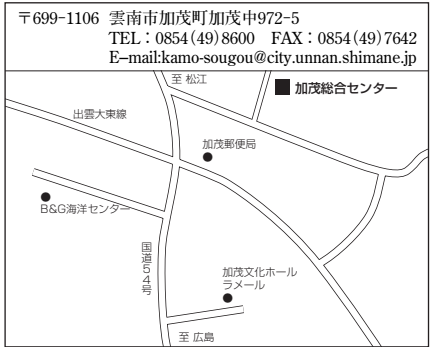 〒699-1106 雲南市加茂町加茂中972-5
TEL：0854(49)8600　FAX：0854(49)7642
E-mail:kamo-sougou@city.unnan.shimane.jp
至 松江
加茂総合センター
出雲大東線
加茂郵便局
B&G海洋センター
国道54号
加茂文化ホール
ラメール
至 広島